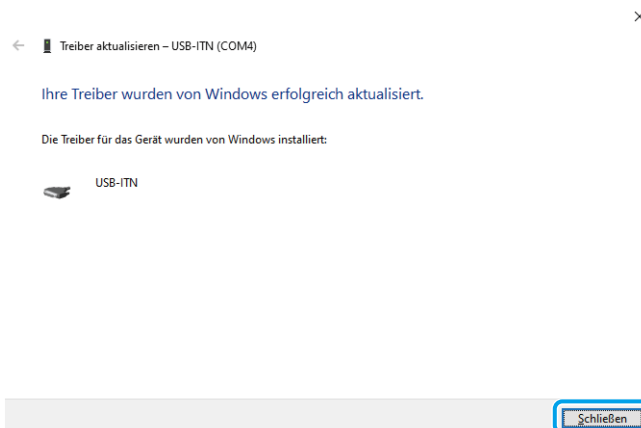 Treiber aktualisieren – USB-ITN (COM4)
Ihre Treiber wurden von Windows erfolgreich aktualisiert.
Die Treiber für das Gerät wurden von Windows installiert:
USB-ITN
Schließen